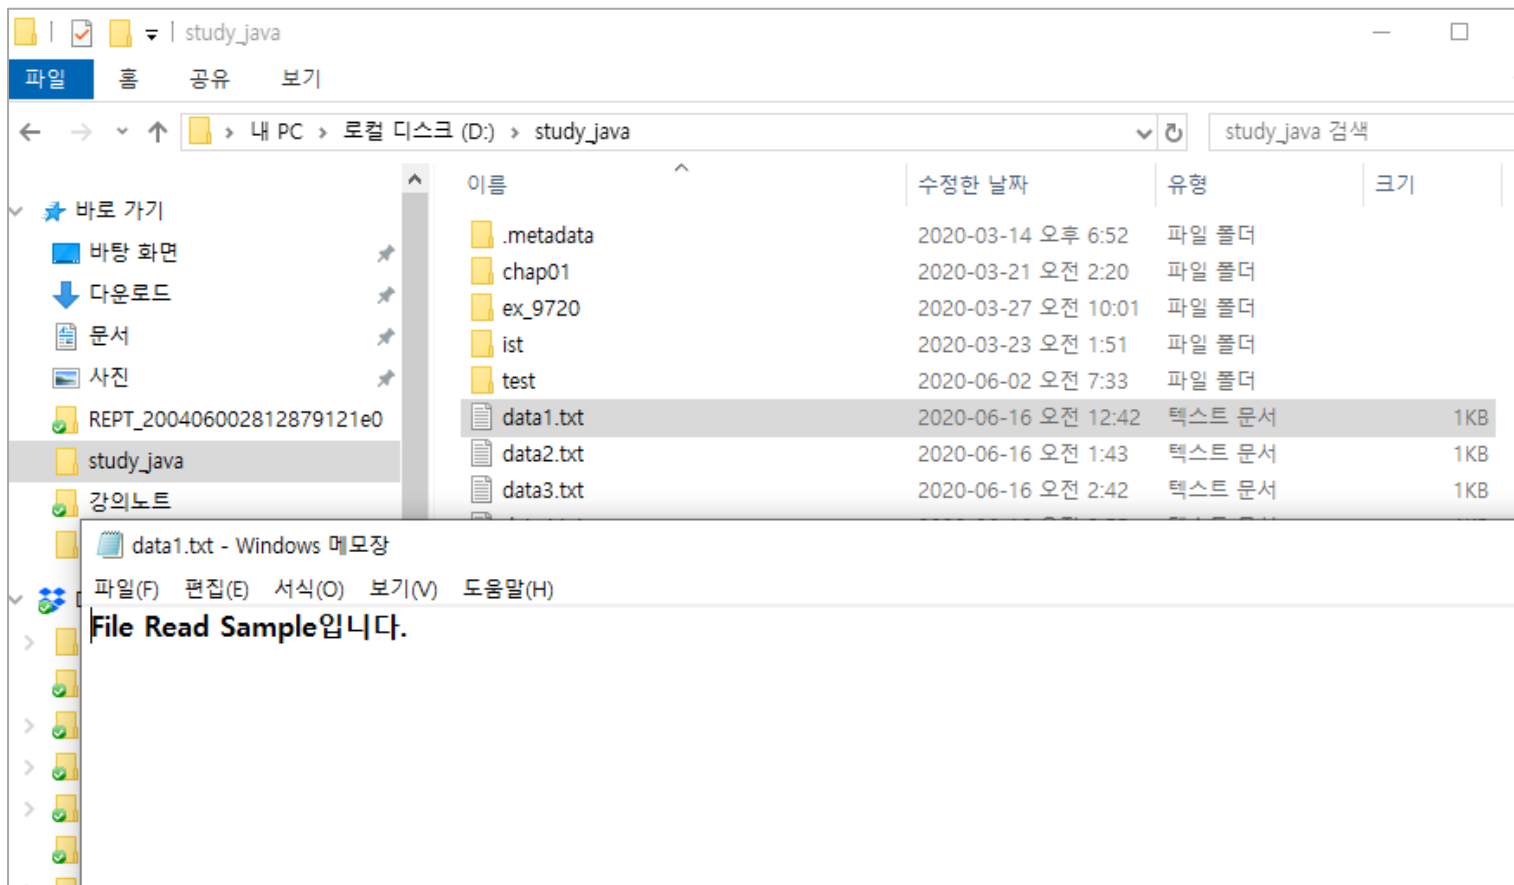 study_java
파일 홈 공유 보기
내 PC › 로컬 디스크 (D:) › study_java
study_java 검색
바로 가기
바탕 화면
다운로드
문서
사진
REPT_200406002812879121e0
study_java
강의노트
이름 수정한 날짜 유형 크기
.metadata 2020-03-14 오후 6:52 파일 폴더
chap01 2020-03-21 오전 2:20 파일 폴더
ex_9720 2020-03-27 오전 10:01 파일 폴더
ist 2020-03-23 오전 1:51 파일 폴더
test 2020-06-02 오전 7:33 파일 폴더
data1.txt 2020-06-16 오전 12:42 텍스트 문서 1KB
data2.txt 2020-06-16 오전 1:43 텍스트 문서 1KB
data3.txt 2020-06-16 오전 2:42 텍스트 문서 1KB
data1.txt - Windows 메모장
파일(F) 편집(E) 서식(O) 보기(V) 도움말(H)
File Read Sample입니다.